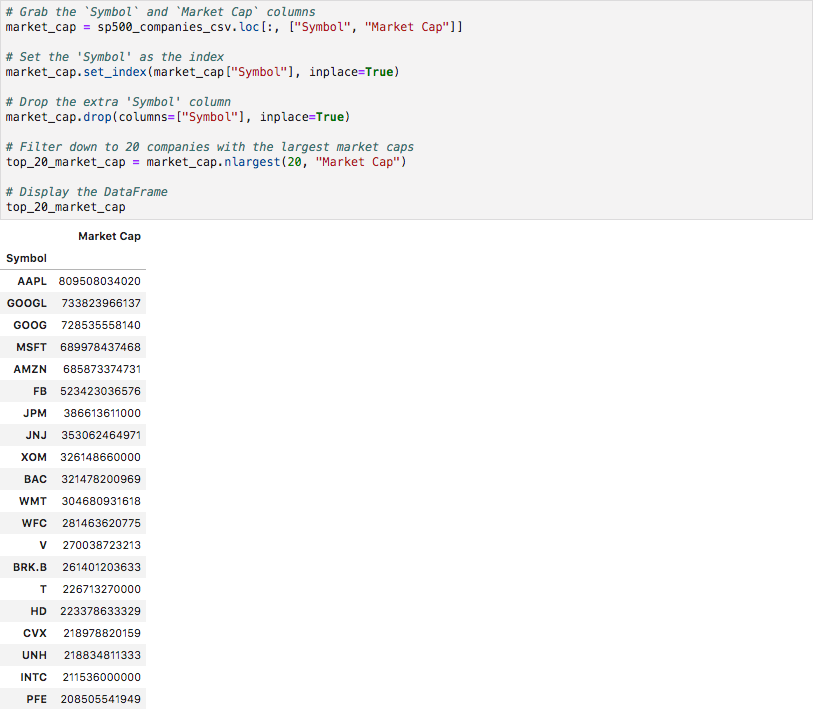 # Grab the `Symbol` and `Market Cap` columns
market_cap = sp500_companies_csv.loc[:, ["Symbol", "Market Cap"]]
# Set the 'Symbol' as the index
market_cap.set_index(market_cap["Symbol"], inplace=True)
# Drop the extra 'Symbol' column
market_cap.drop(columns=["Symbol"], inplace=True)
# Filter down to 20 companies with the largest market caps
top_20_market_cap = market_cap.nlargest(20, "Market Cap")
# Display the DataFrame
top_20_market_cap
Market Cap
Symbol
AAPL 809508034020
GOOGL 733823966137
GOOG 728535558140
MSFT 689978437468
AMZN 685873374731
FB 523423036576
JPM 386613611000
JNJ 353062464971
XOM 326148660000
BAC 321478200969
WMT 304680931618
WFC 281463620775
V 270038723213
BRK.B 261401203633
T 226713270000
HD 223378633329
CVX 218978820159
UNH 218834811333
INTC 211536000000
PFE 208505541949